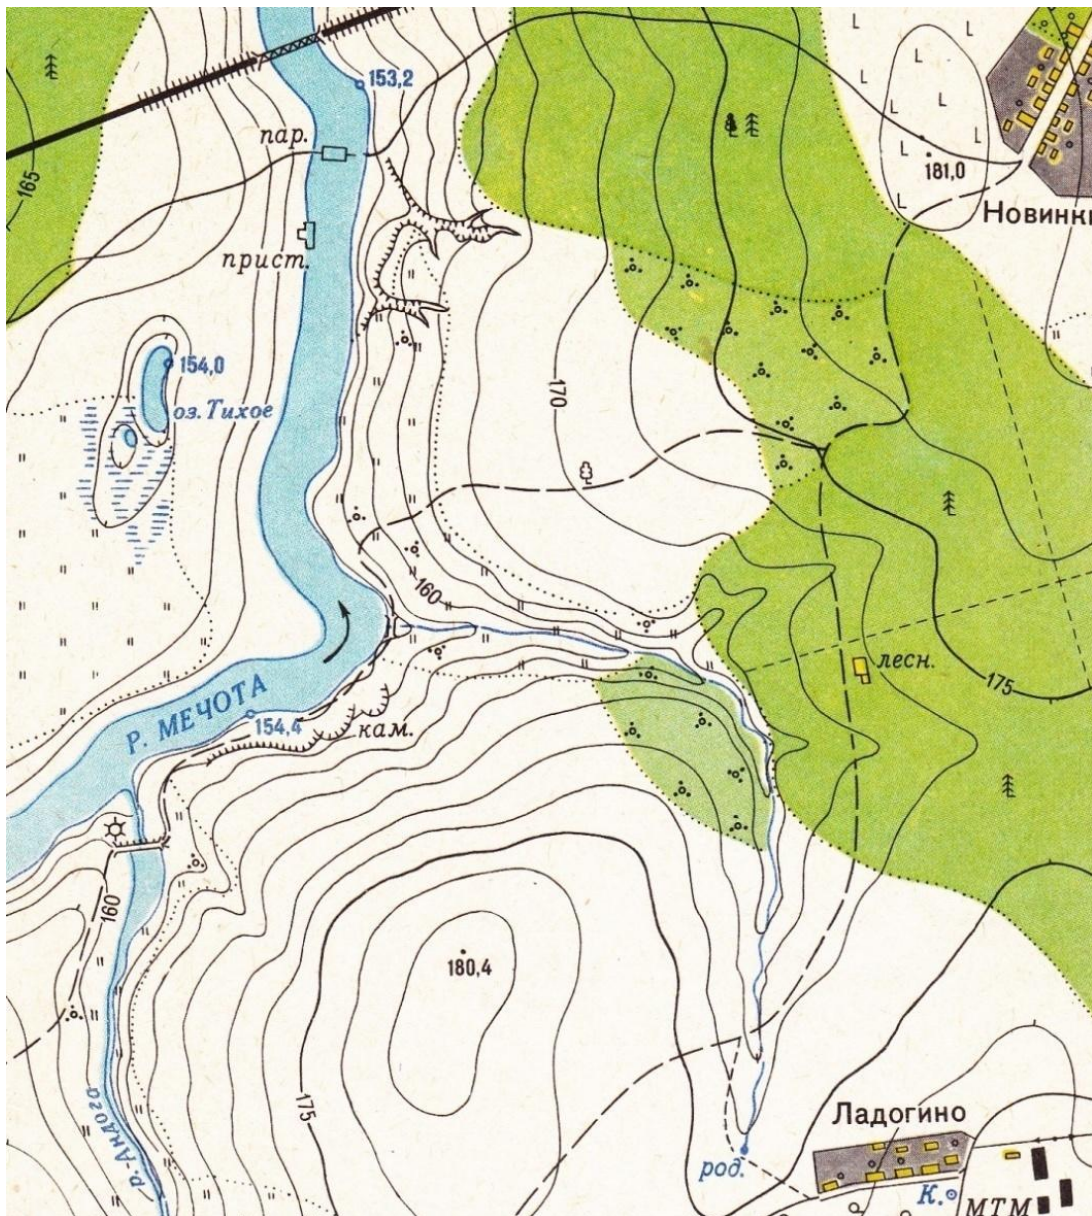 153,2
пар.
165
181,0
Новинк
прист.
154,0
оз. Тихое
170
160
лесн.
175
Р. МЕЧОТА
154,4
кам.
160
180,4
175
р. Андога
Ладогино
род.
К.
МТМ